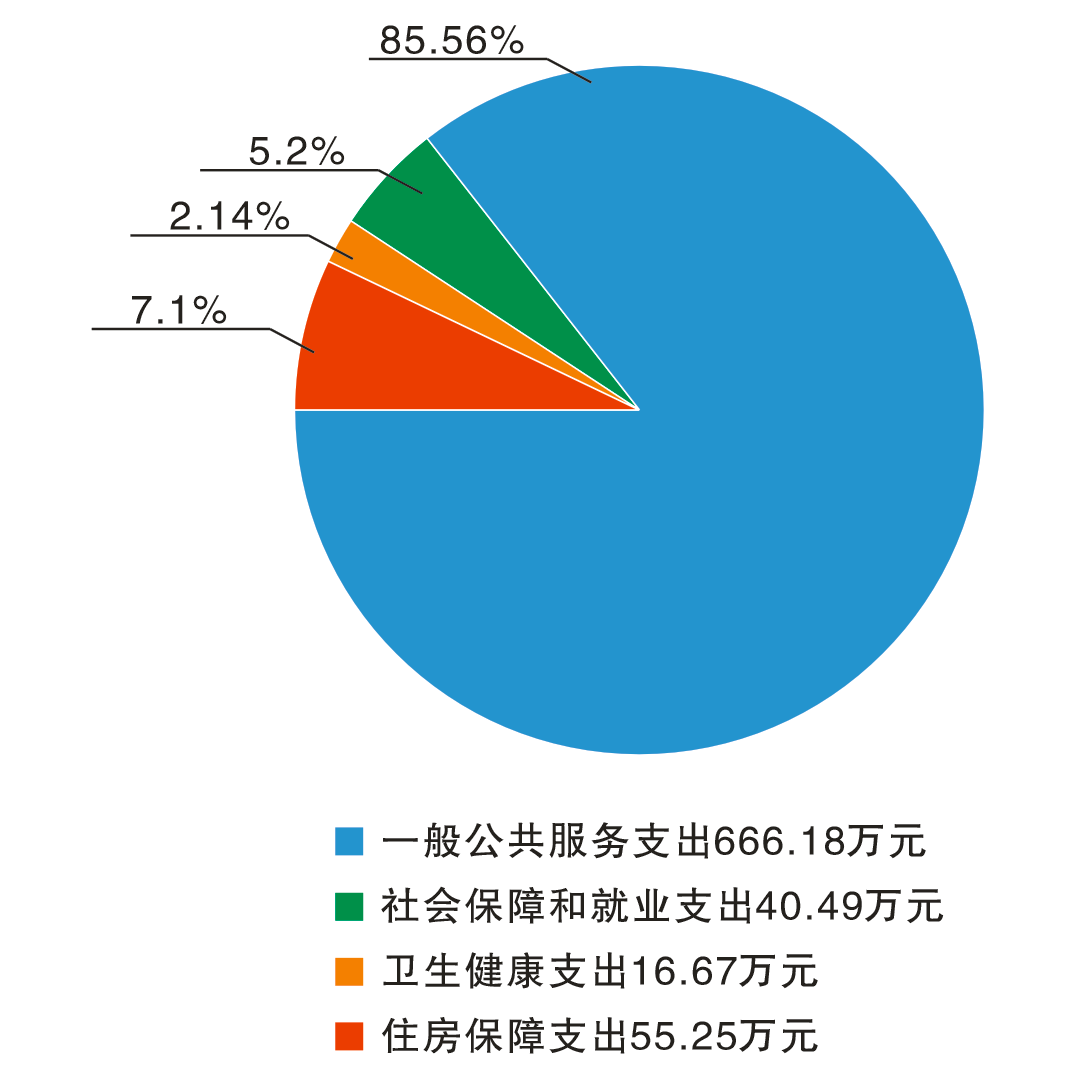 85.56%
5.2%
2.14%
7.1%
一般公共服务支出666.18万元
社会保障和就业支出40.49万元
卫生健康支出16.67万元
住房保障支出55.25万元